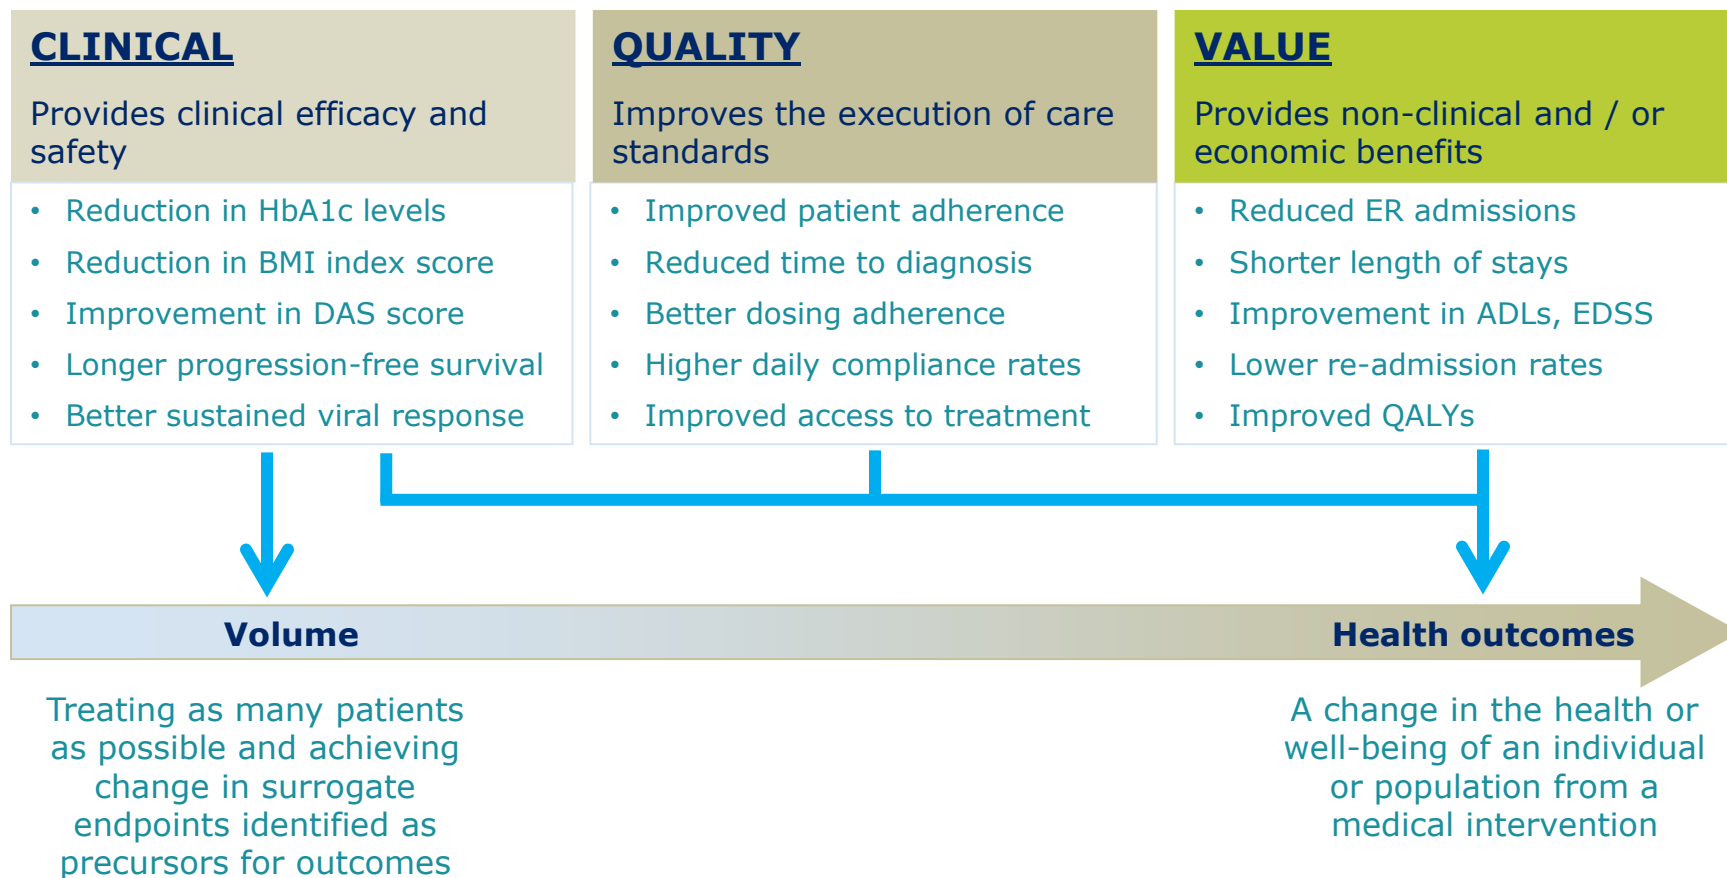 CLINICAL
Provides clinical efficacy and
safety
• Reduction in HbA1c levels
• Reduction in BMI index score
• Improvement in DAS score
• Longer progression-free survival
• Better sustained viral response
QUALITY
Improves the execution of care
standards
• Improved patient adherence
• Reduced time to diagnosis
• Better dosing adherence
• Higher daily compliance rates
• Improved access to treatment
VALUE
Provides non-clinical and / or
economic benefits
• Reduced ER admissions
• Shorter length of stays
• Improvement in ADLs, EDSS
• Lower re-admission rates
• Improved QALYs
Volume
Health outcomes
Treating as many patients
as possible and achieving
change in surrogate
endpoints identified as
precursors for outcomes
A change in the health or
well-being of an individual
or population from a
medical intervention